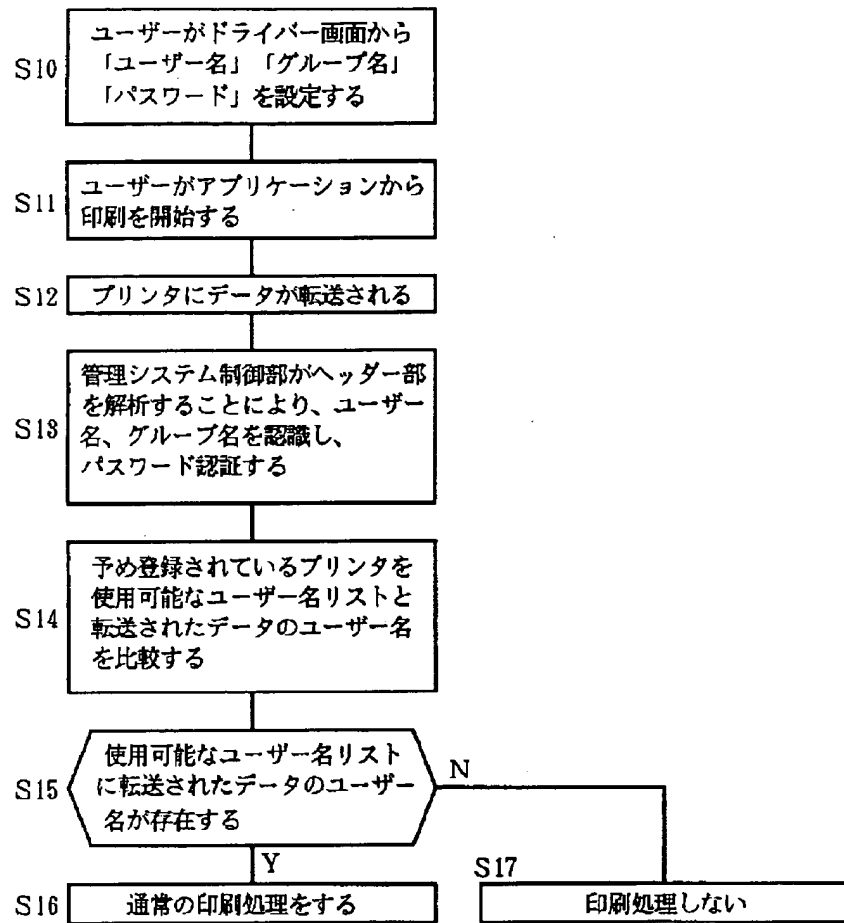 S10
ユーザーがドライバー画面から
「ユーザー名」「グループ名」
「パスワード」を設定する
S11
ユーザーがアプリケーションから
印刷を開始する
S12
プリンタにデータが転送される
S13
管理システム制御部がヘッダー部
を解析することにより、ユーザー
名、グループ名を認識し、
パスワード認証する
S14
予め登録されているプリンタを
使用可能なユーザー名リストと
転送されたデータのユーザー名
を比較する
S15
使用可能なユーザー名リスト
に転送されたデータのユーザー
名が存在する
N
Y
S16
通常の印刷処理をする
S17
印刷処理しない